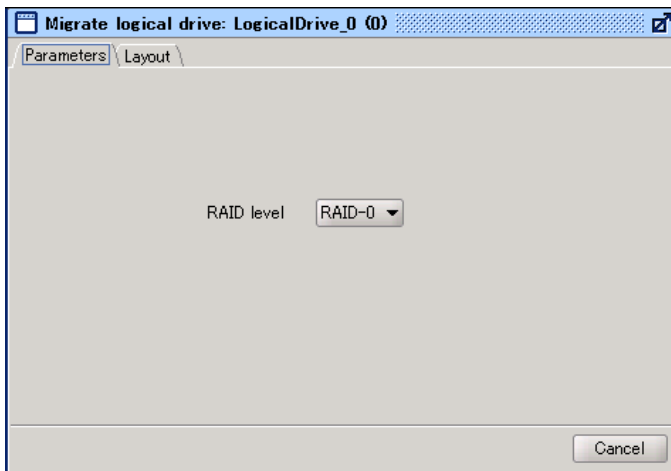 Migrate logical drive: LogicalDrive_0 (0)
Parameters Layout
RAID level RAID-0
Cancel